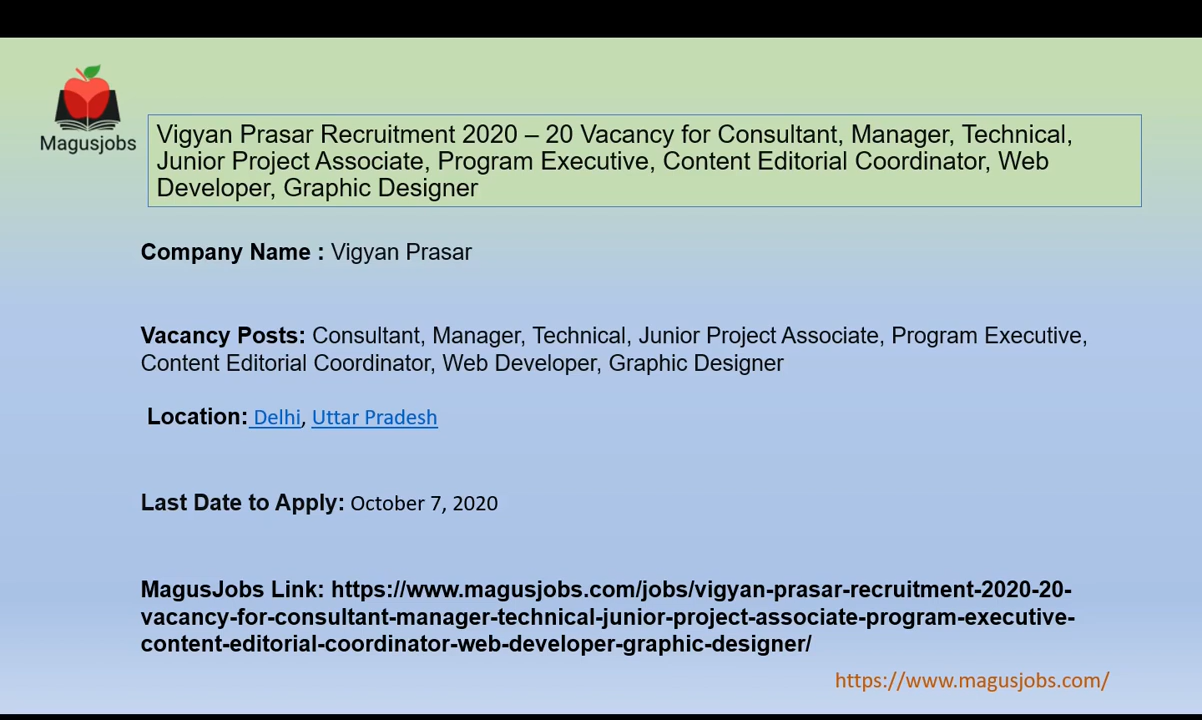 Magusjobs
Vigyan Prasar Recruitment 2020 – 20 Vacancy for Consultant, Manager, Technical,
Junior Project Associate, Program Executive, Content Editorial Coordinator, Web
Developer, Graphic Designer
Company Name : Vigyan Prasar
Vacancy Posts: Consultant, Manager, Technical, Junior Project Associate, Program Executive,
Content Editorial Coordinator, Web Developer, Graphic Designer
Location: Delhi, Uttar Pradesh
Last Date to Apply: October 7, 2020
MagusJobs Link: https://www.magusjobs.com/jobs/vigyan-prasar-recruitment-2020-20-
vacancy-for-consultant-manager-technical-junior-project-associate-program-executive-
content-editorial-coordinator-web-developer-graphic-designer/
https://www.magusjobs.com/